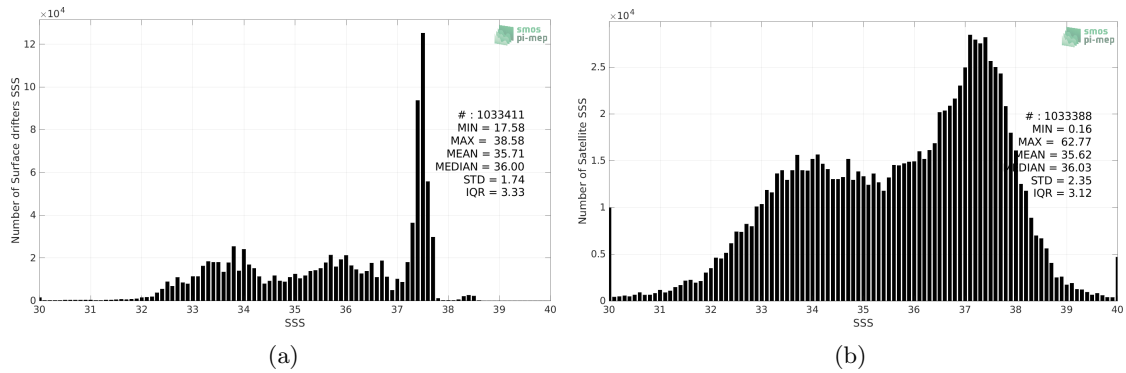 ×10⁴
smos
pi-mep
12
10
8
6
4
2
0
Number of Surface drifters SSS
# : 1033411
MIN = 17.58
MAX = 38.58
MEAN = 35.71
MEDIAN = 36.00
STD = 1.74
IQR = 3.33
30 31 32 33 34 35 36 37 38 39 40
SSS
(a)
×10⁴
smos
pi-mep
2.5
2
1.5
1
0.5
0
Number of Satellite SSS
# : 1033388
MIN = 0.16
MAX = 62.77
MEAN = 35.62
MEDIAN = 36.03
STD = 2.35
IQR = 3.12
30 31 32 33 34 35 36 37 38 39 40
SSS
(b)